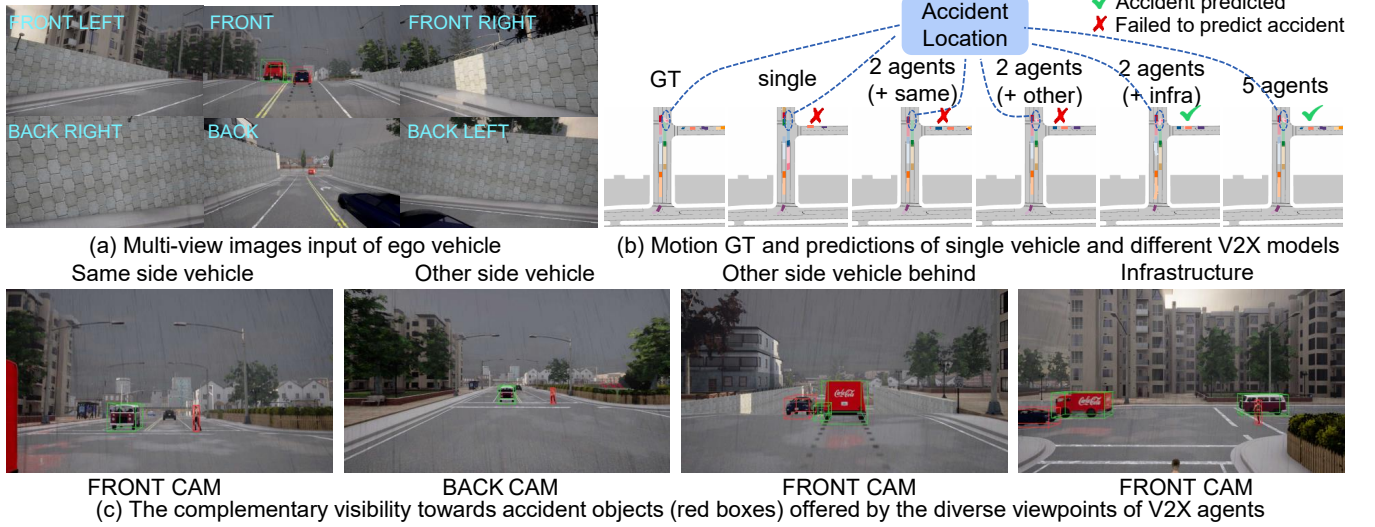 FRONT LEFT
FRONT
FRONT RIGHT
BACK RIGHT
BACK
BACK LEFT
(a) Multi-view images input of ego vehicle
Accident
Location
✓ Accident predicted
✗ Failed to predict accident
GT
single
2 agents
(+ same)
2 agents
(+ other)
2 agents
(+ infra)
5 agents
(b) Motion GT and predictions of single vehicle and different V2X models
Same side vehicle
Other side vehicle
Other side vehicle behind
Infrastructure
Coca-Cola
Coca-Cola
FRONT CAM
BACK CAM
FRONT CAM
FRONT CAM
(c) The complementary visibility towards accident objects (red boxes) offered by the diverse viewpoints of V2X agents